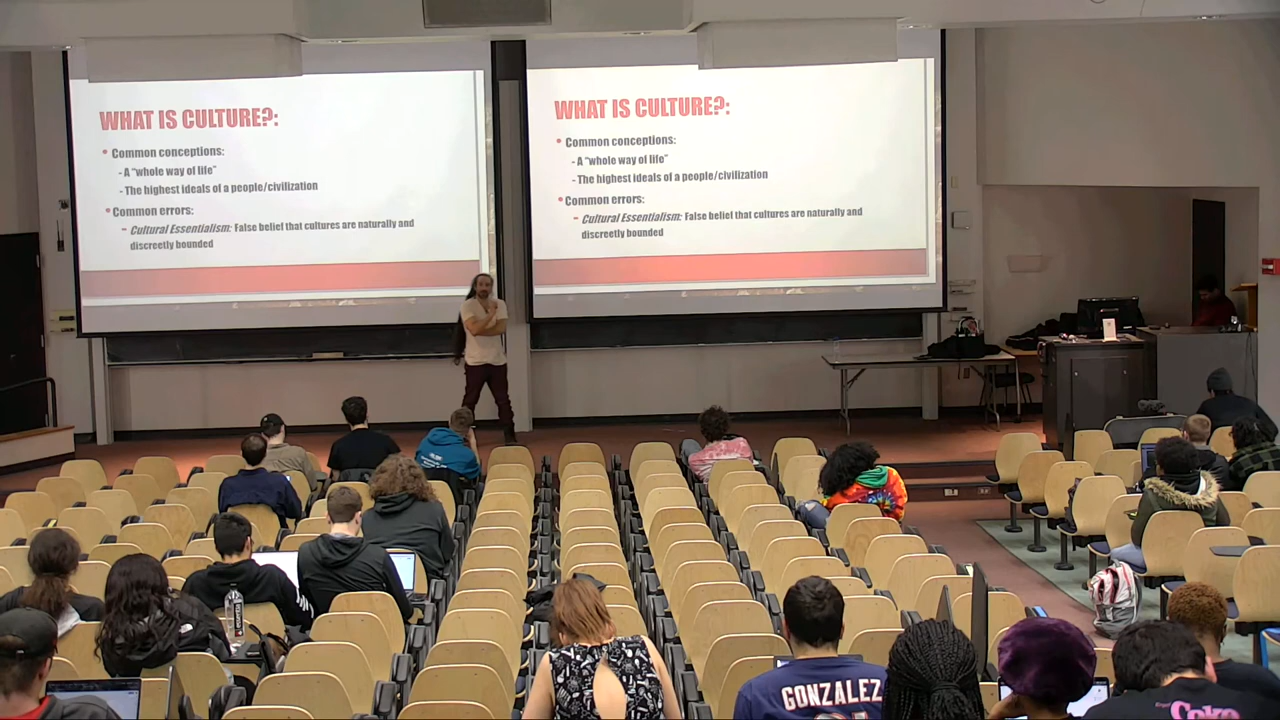 WHAT IS CULTURE?:
• Common conceptions:
- A "whole way of life"
- The highest ideals of a people/civilization
• Common errors:
- Cultural Essentialism: False belief that cultures are naturally and
discreetly bounded
WHAT IS CULTURE?:
• Common conceptions:
- A "whole way of life"
- The highest ideals of a people/civilization
• Common errors:
- Cultural Essentialism: False belief that cultures are naturally and
discreetly bounded
GONZALEZ
Coke